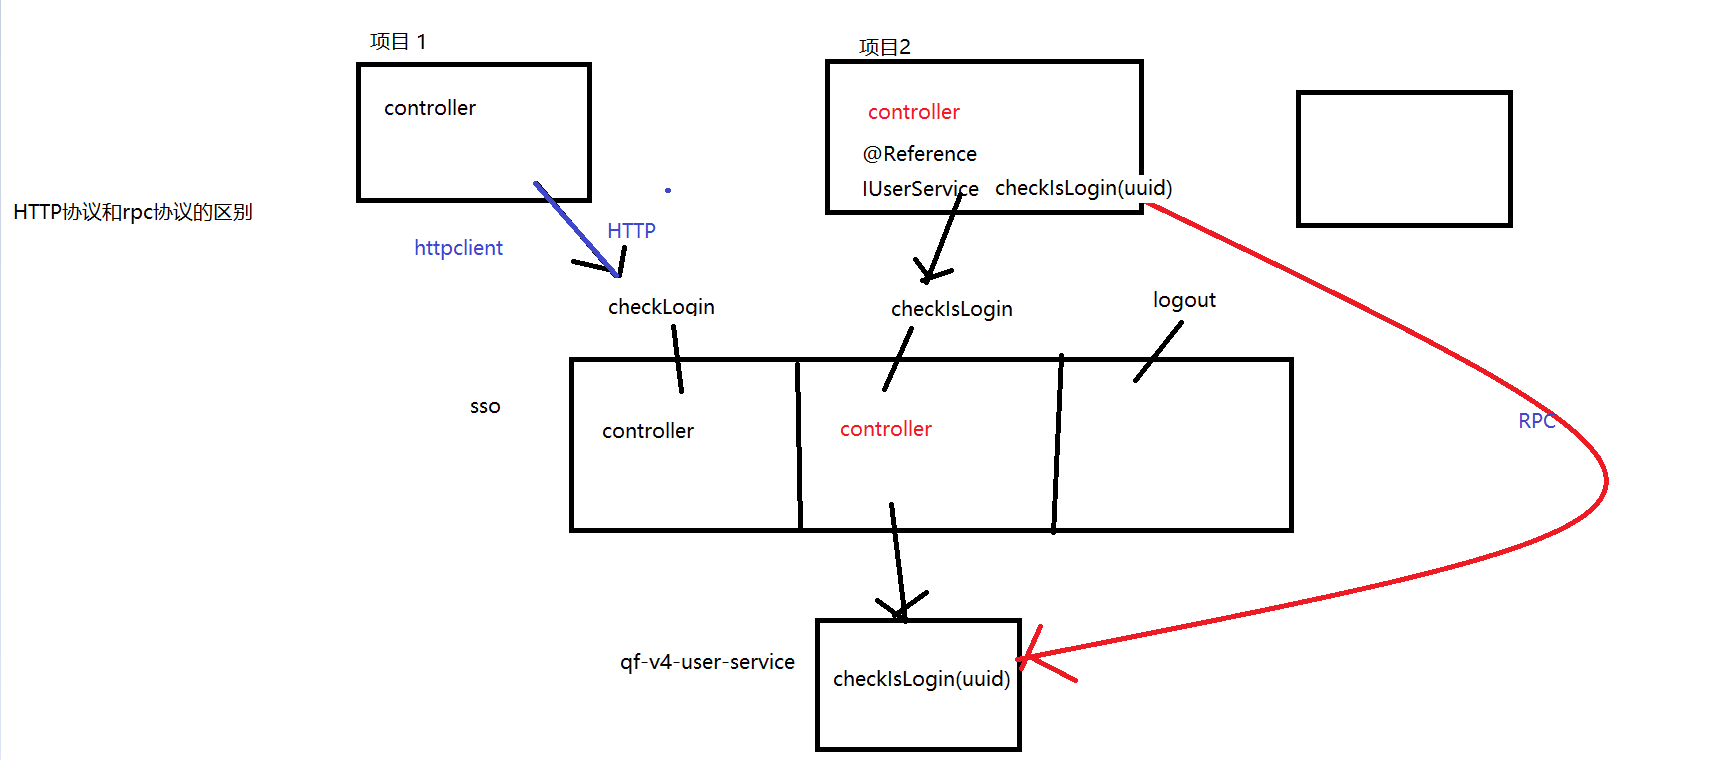 项目 1
项目2
controller
controller
@Reference
IUserService checkIsLogin(uuid)
HTTP协议和rpc协议的区别
HTTP
httpclient
checkLogin
checkIsLogin
logout
sso
RPC
controller
controller
qf-v4-user-service
checkIsLogin(uuid)